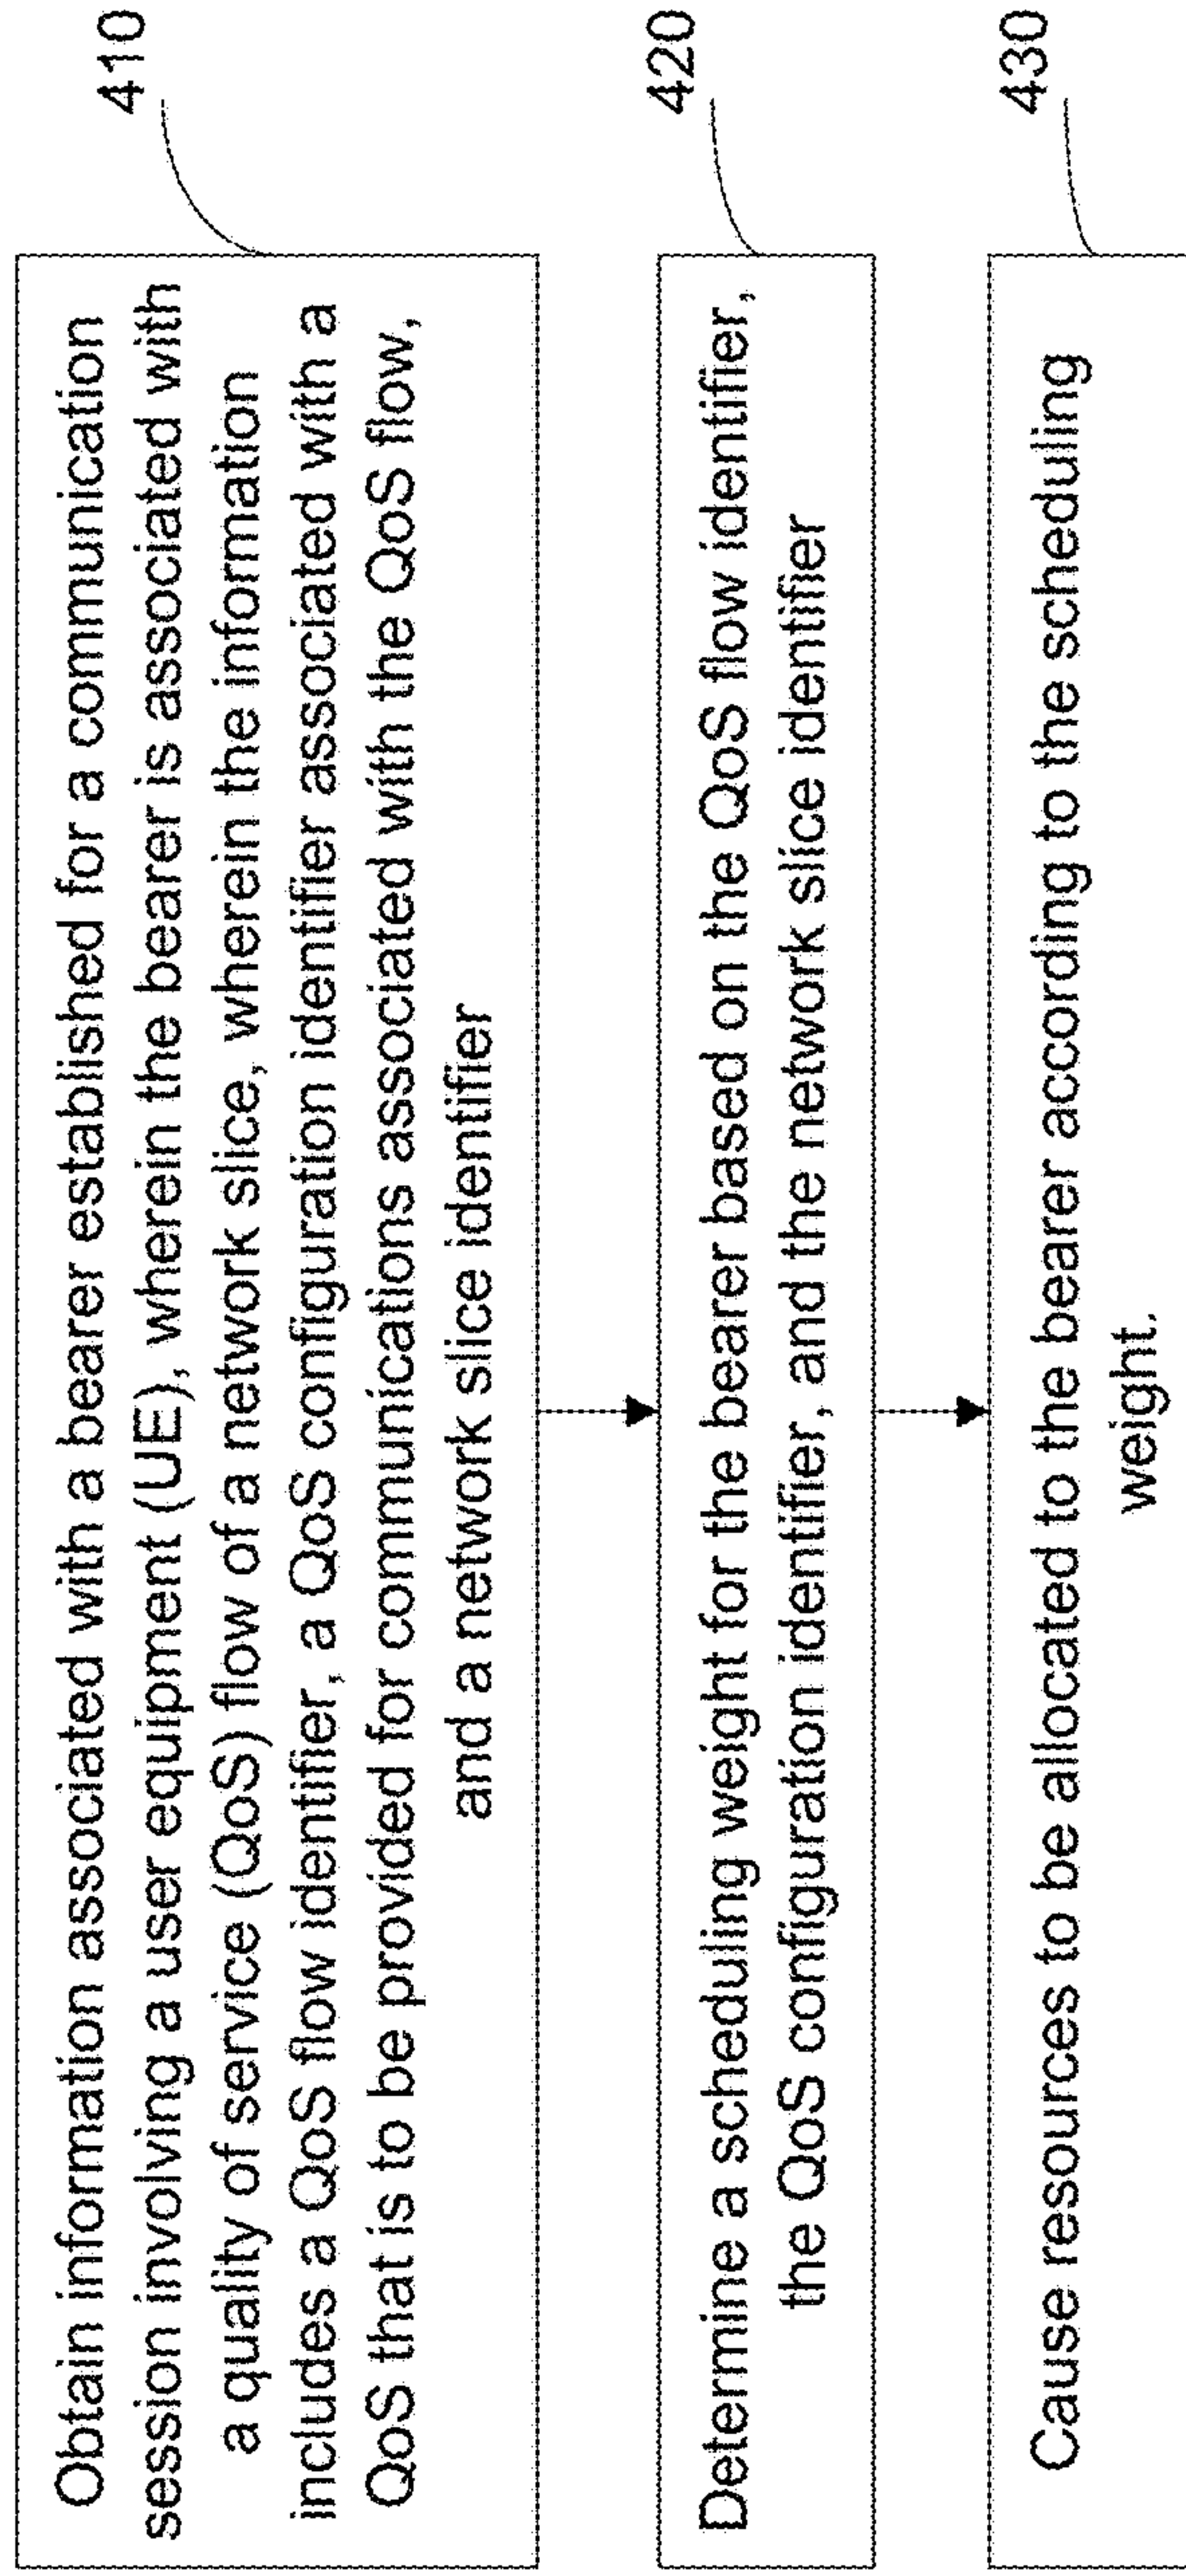 410
Obtain information associated with a bearer established for a communication
session involving a user equipment (UE), wherein the bearer is associated with
a quality of service (QoS) flow of a network slice, wherein the information
includes a QoS flow identifier, a QoS configuration identifier associated with a
QoS that is to be provided for communications associated with the QoS flow,
and a network slice identifier
420
Determine a scheduling weight for the bearer based on the QoS flow identifier,
the QoS configuration identifier, and the network slice identifier
430
Cause resources to be allocated to the bearer according to the scheduling
weight.